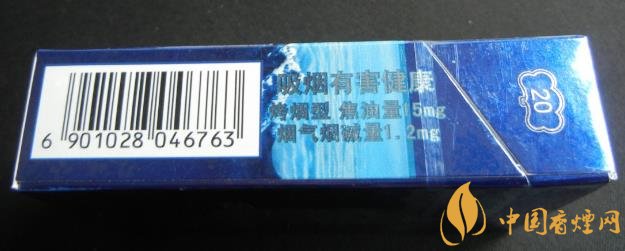 吸烟有害健康
烤烟型 焦油量15mg
烟气烟碱量1.2mg
20
6 901028 046763
中国香煙网